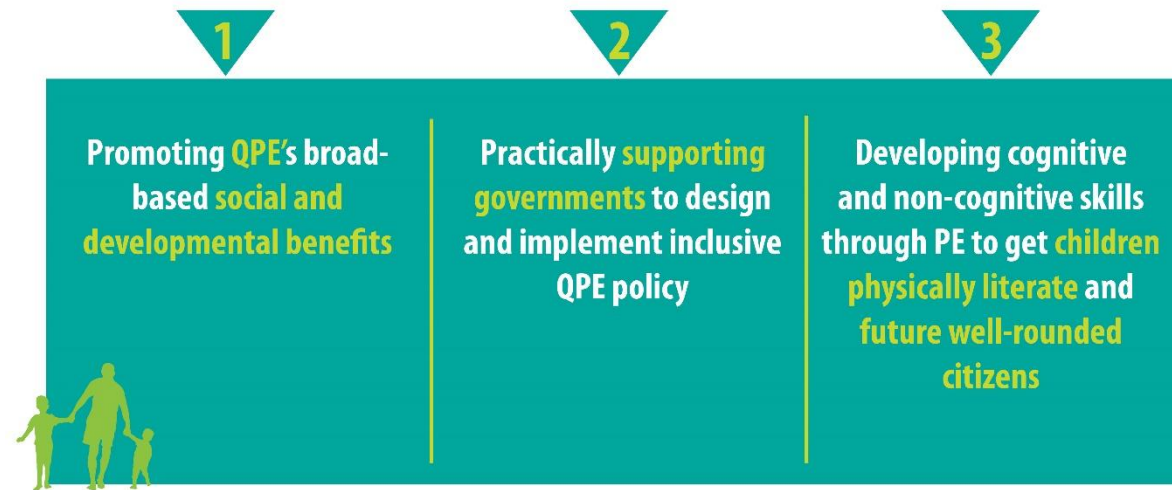 1
Promoting QPE's broad-
based social and
developmental benefits
2
Practically supporting
governments to design
and implement inclusive
QPE policy
3
Developing cognitive
and non-cognitive skills
through PE to get children
physically literate and
future well-rounded
citizens